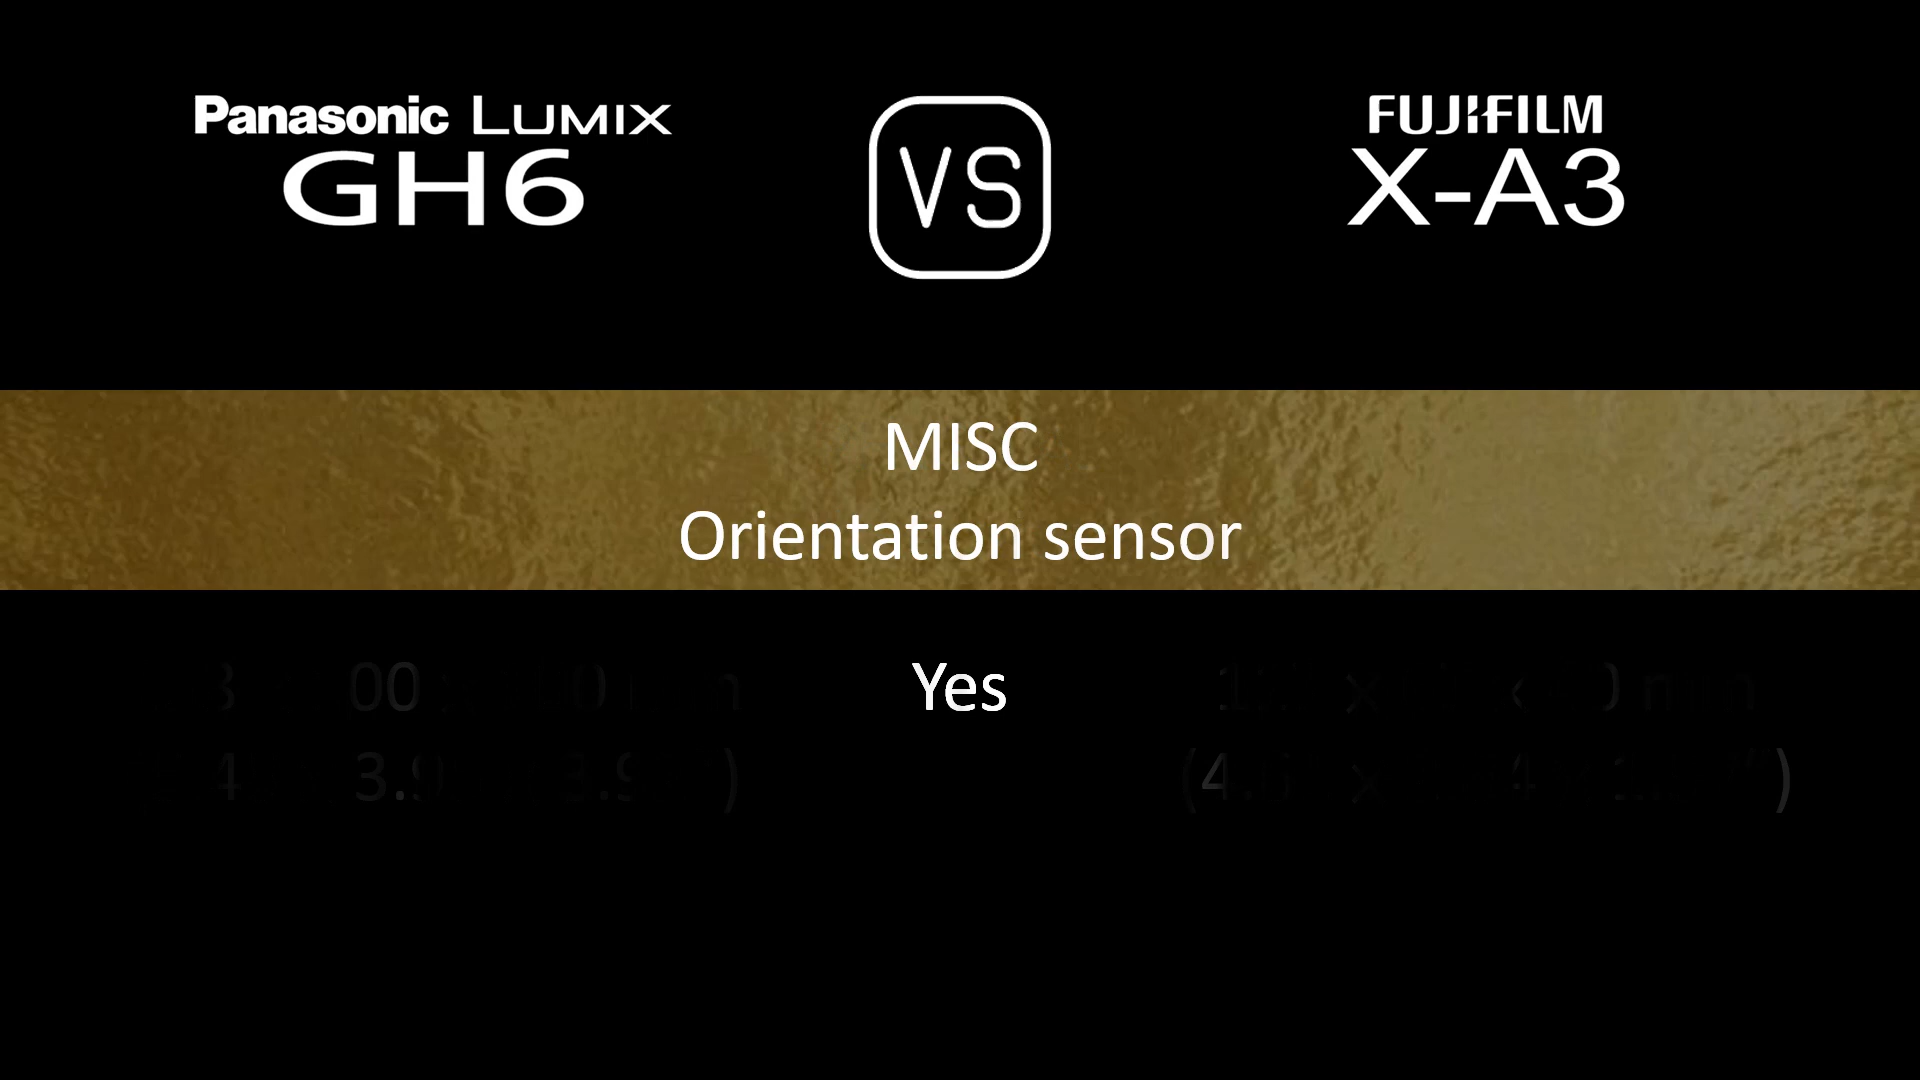 Panasonic LUMIX
GH6
VS
FUJIFILM
X-A3
MISC
Orientation sensor
Yes